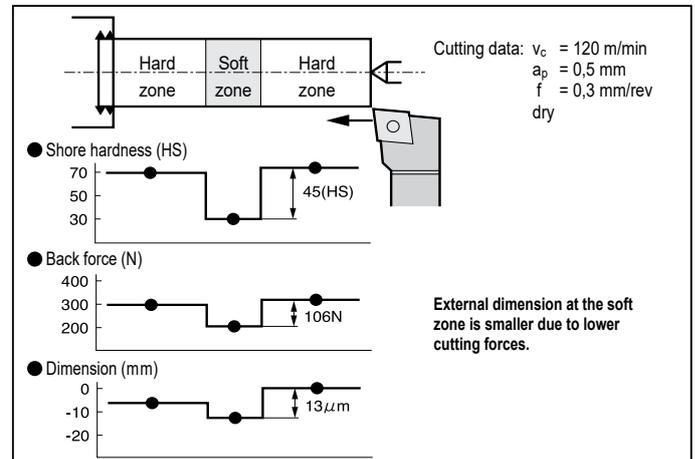 Hard
zone
Soft
zone
Hard
zone
Cutting data: vc = 120 m/min
ap = 0,5 mm
f = 0,3 mm/rev
dry
● Shore hardness (HS)
70
50
30
45(HS)
● Back force (N)
400
300
200
106N
External dimension at the soft
zone is smaller due to lower
cutting forces.
● Dimension (mm)
0
-10
-20
13μm